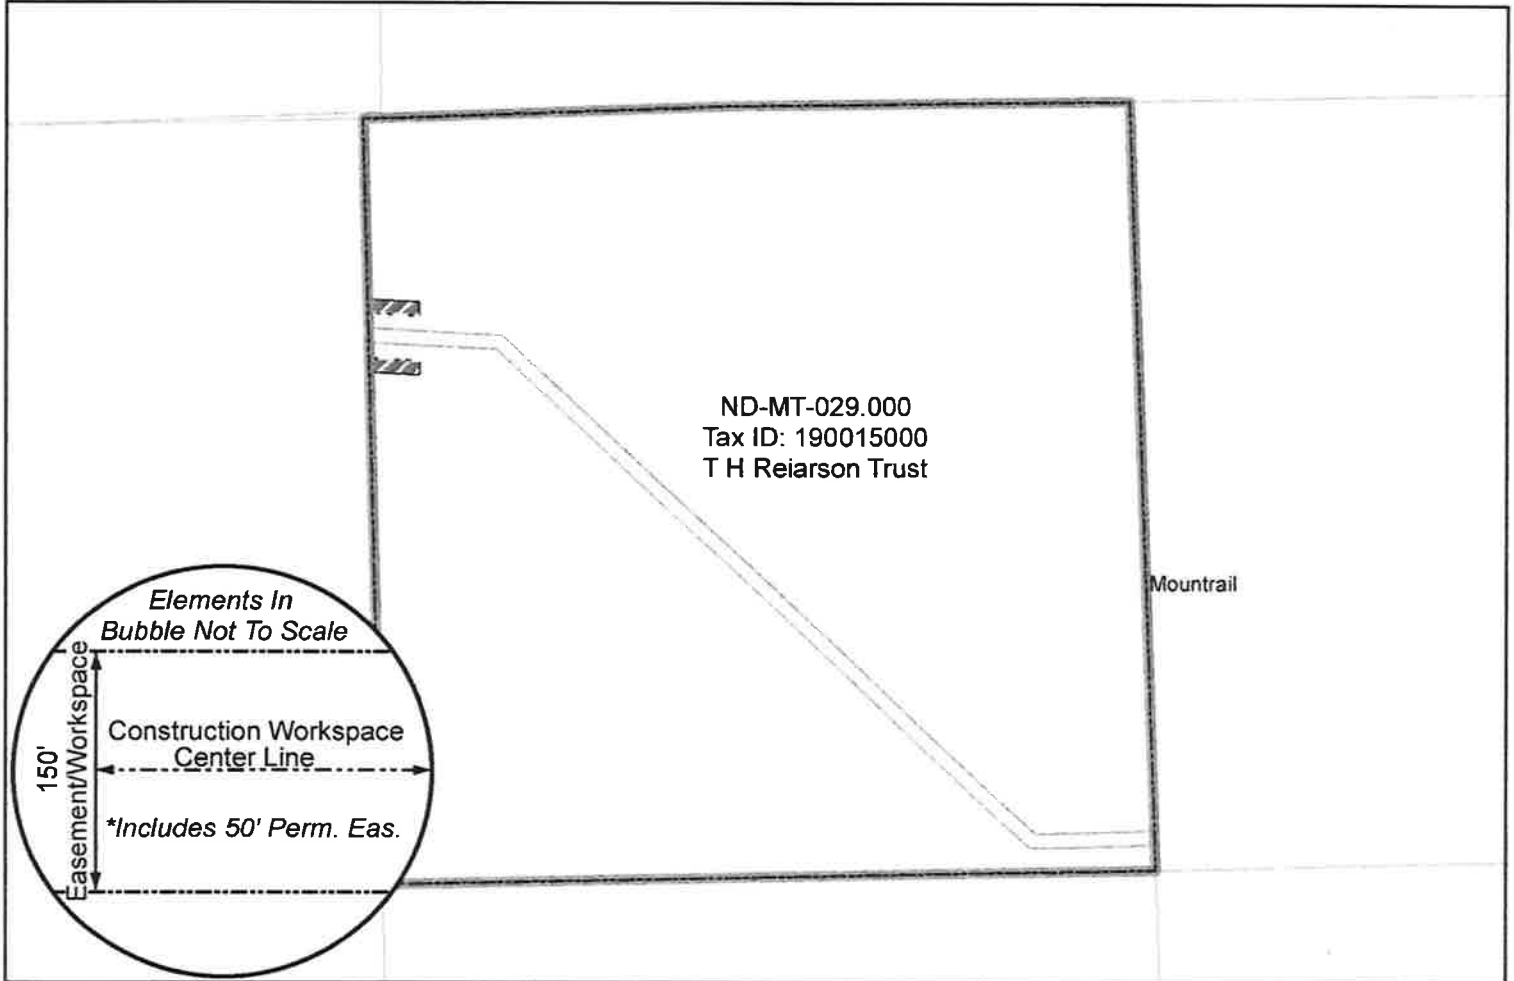 ND-MT-029.000
Tax ID: 190015000
T H Reiarson Trust
Mountrail
Elements In
Bubble Not To Scale
150'
Easement/Workspace
Construction Workspace
Center Line
*Includes 50' Perm. Eas.